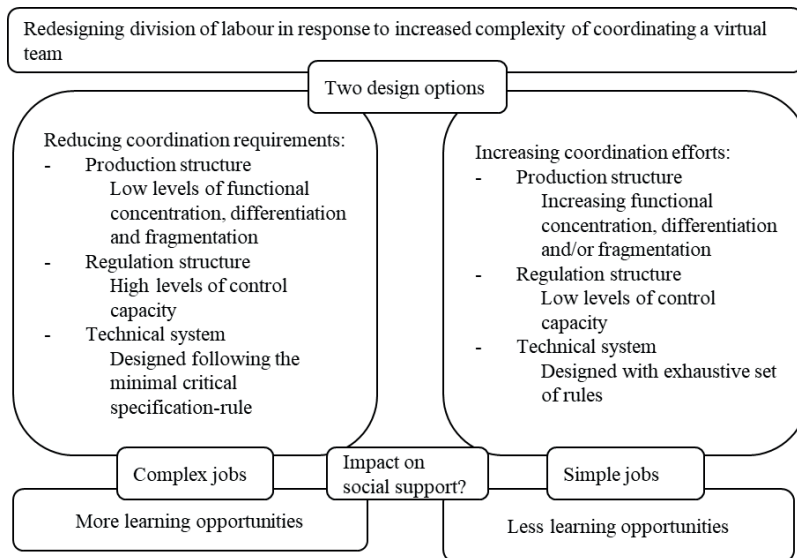 Redesigning division of labour in response to increased complexity of coordinating a virtual
team
Two design options
Reducing coordination requirements:
- Production structure
Low levels of functional
concentration, differentiation
and fragmentation
- Regulation structure
High levels of control
capacity
- Technical system
Designed following the
minimal critical
specification-rule
Increasing coordination efforts:
- Production structure
Increasing functional
concentration, differentiation
and/or fragmentation
- Regulation structure
Low levels of control
capacity
- Technical system
Designed with exhaustive set
of rules
Complex jobs
Impact on
social support?
Simple jobs
More learning opportunities
Less learning opportunities